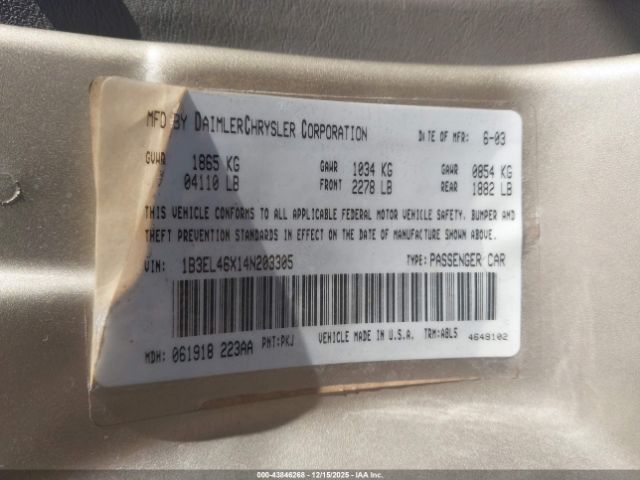 MFD BY DAIMLERCHRYSLER CORPORATION DATE OF MFR: 6-03
GVWR 1865 KG GAWR 1034 KG GAWR 0854 KG
04110 LB FRONT 2278 LB REAR 1882 LB
THIS VEHICLE CONFORMS TO ALL APPLICABLE FEDERAL MOTOR VEHICLE SAFETY, BUMPER AND
THEFT PREVENTION STANDARDS IN EFFECT ON THE DATE OF MANUFACTURE SHOWN ABOVE.
VIN: 1B3EL46X14N203305 TYPE: PASSENGER CAR
MDH: 061918 223AA PNT:PKJ VEHICLE MADE IN U.S.A. TRM:ABL5 4648102
000-43846268 - 12/15/2025 - IAA Inc.